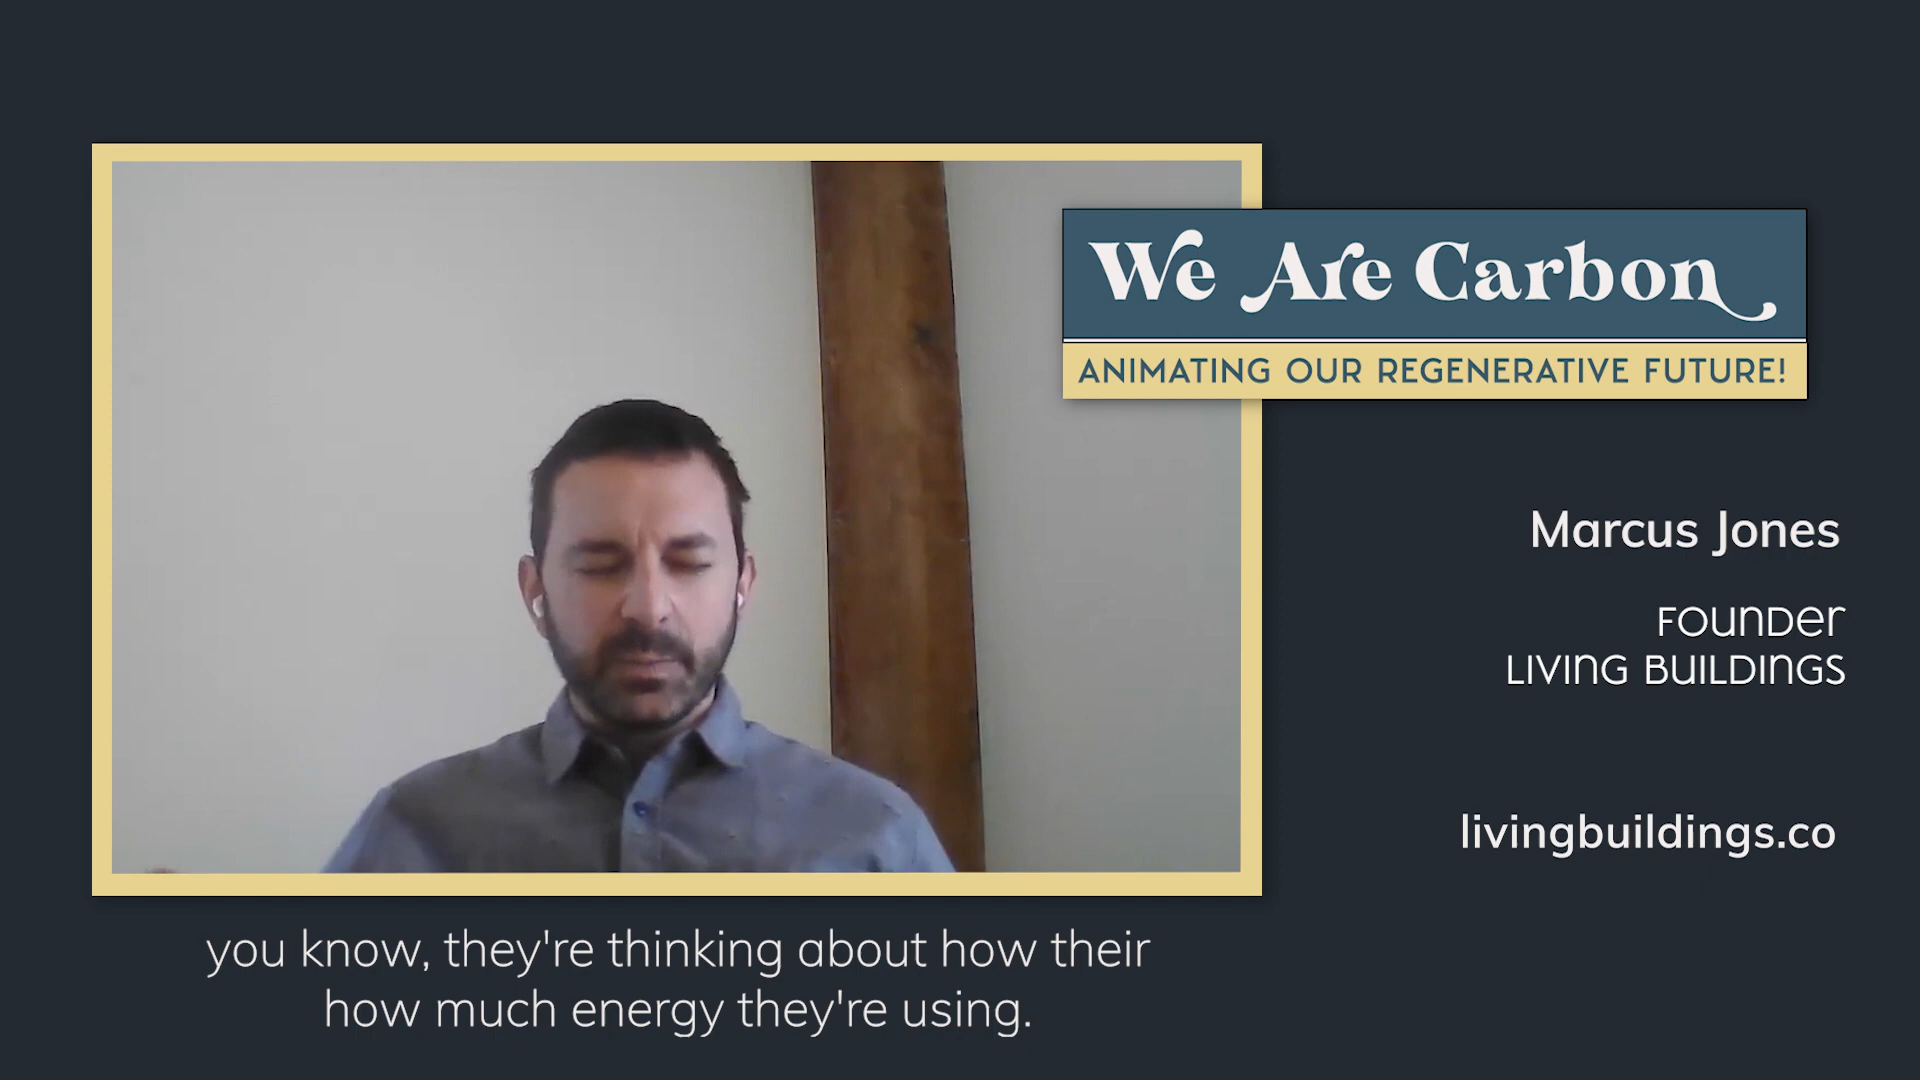 We Are Carbon
ANIMATING OUR REGENERATIVE FUTURE!
Marcus Jones
FOUNDER
LIVING BUILDINGS
livingbuildings.co
you know, they're thinking about how their
how much energy they're using.